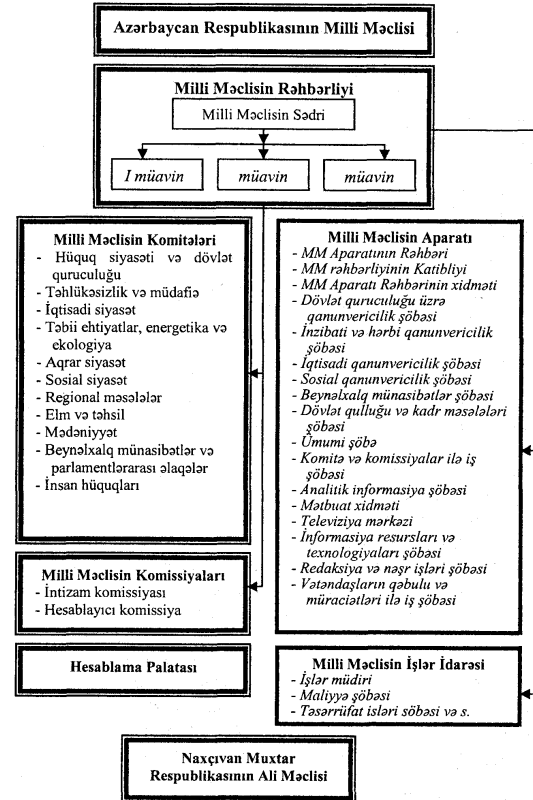 Azərbaycan Respublikasının Milli Məclisi
Milli Məclisin Rəhbərliyi
Milli Məclisin Sədri
I müavin
müavin
müavin
Milli Məclisin Komitələri
- Hüquq siyasəti və dövlət
quruculuğu
- Təhlükəsizlik və müdafiə
- İqtisadi siyasət
- Təbii ehtiyatlar, energetika və
ekologiya
- Aqrar siyasət
- Sosial siyasət
- Regional məsələlər
- Elm və təhsil
- Mədəniyyət
- Beynəlxalq münasibətlər və
parlamentlərarası əlaqələr
- İnsan hüquqları
Milli Məclisin Komissiyaları
- İntizam komissiyası
- Hesablayıcı komissiya
Hesablama Palatası
Milli Məclisin Aparatı
- MM Aparatının Rəhbəri
- MM rəhbərliyinin Katibliyi
- MM Aparatı Rəhbərinin xidməti
- Dövlət quruculuğu üzrə
qanunvericilik şöbəsi
- İnzibati və hərbi qanunvericilik
şöbəsi
- İqtisadi qanunvericilik şöbəsi
- Sosial qanunvericilik şöbəsi
- Beynəlxalq münasibətlər şöbəsi
- Dövlət qulluğu və kadr məsələləri
şöbəsi
- Ümumi şöbə
- Komitə və komissiyalar ilə iş
şöbəsi
- Analitik informasiya şöbəsi
- Mətbuat xidməti
- Televiziya mərkəzi
- İnformasiya resursları və
texnologiyaları şöbəsi
- Redaksiya və nəşr işləri şöbəsi
- Vətəndaşların qəbulu və
müraciətləri ilə iş şöbəsi
Milli Məclisin İşlər İdarəsi
- İşlər müdiri
- Maliyyə şöbəsi
- Təsərrüfat isləri söbəsi və s.
Naxçıvan Muxtar
Respublikasının Ali Məclisi